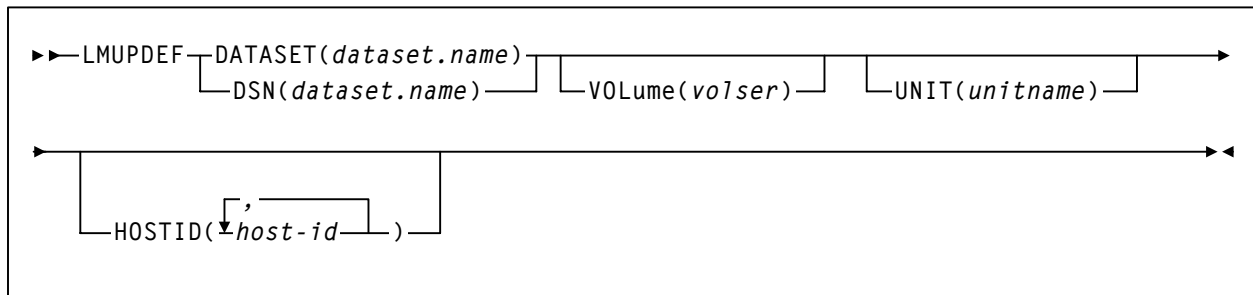 LMUPDEF DATASET(dataset.name)
DSN(dataset.name) VOLume(volser) UNIT(unitname)
,
HOSTID( host-id )